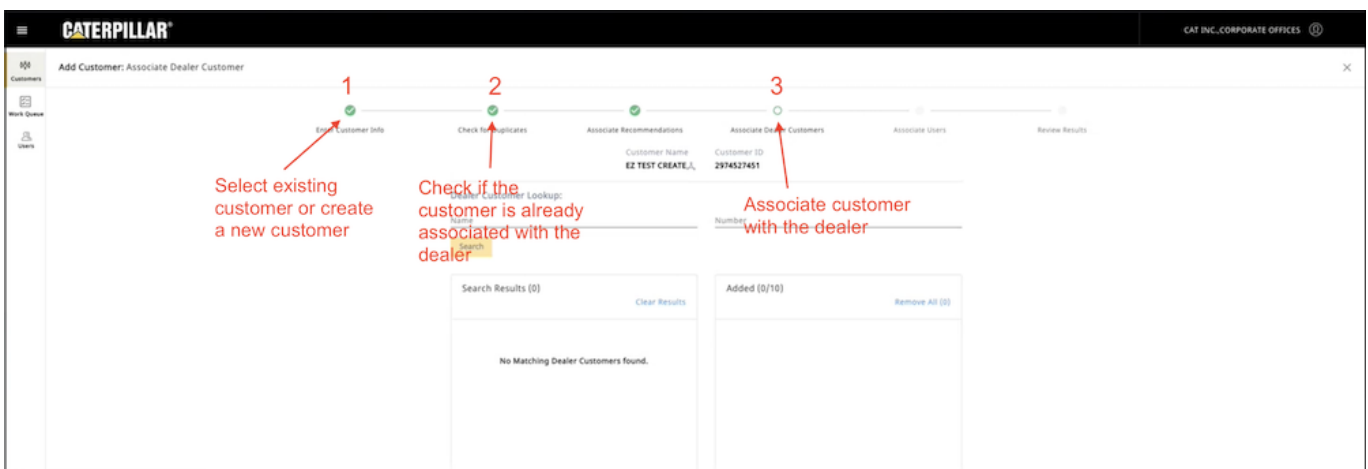 CATERPILLAR®
CAT INC.,CORPORATE OFFICES
Customers
Work Queue
Users
Add Customer: Associate Dealer Customer
1
2
3
Enter Customer Info
Check for Duplicates
Associate Recommendations
Associate Dealer Customers
Associate Users
Review Results
Customer Name
EZ TEST CREATE,
Customer ID
2974527451
Select existing
customer or create
a new customer
Check if the
customer is already
associated with the
dealer
Associate customer
with the dealer
Dealer Customer Lookup:
Name
Number
Search
Search Results (0)
Clear Results
No Matching Dealer Customers found.
Added (0/10)
Remove All (0)